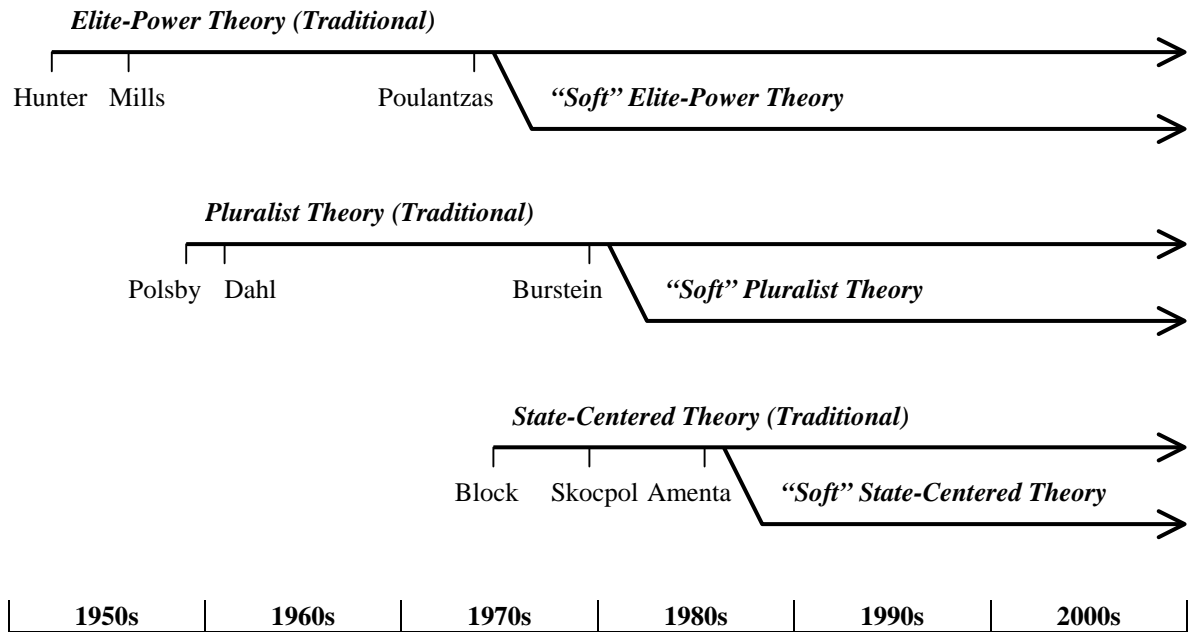 Elite-Power Theory (Traditional)
Hunter Mills Poulantzas “Soft” Elite-Power Theory
Pluralist Theory (Traditional)
Polsby Dahl Burstein “Soft” Pluralist Theory
State-Centered Theory (Traditional)
Block Skocpol Amenta “Soft” State-Centered Theory
1950s 1960s 1970s 1980s 1990s 2000s